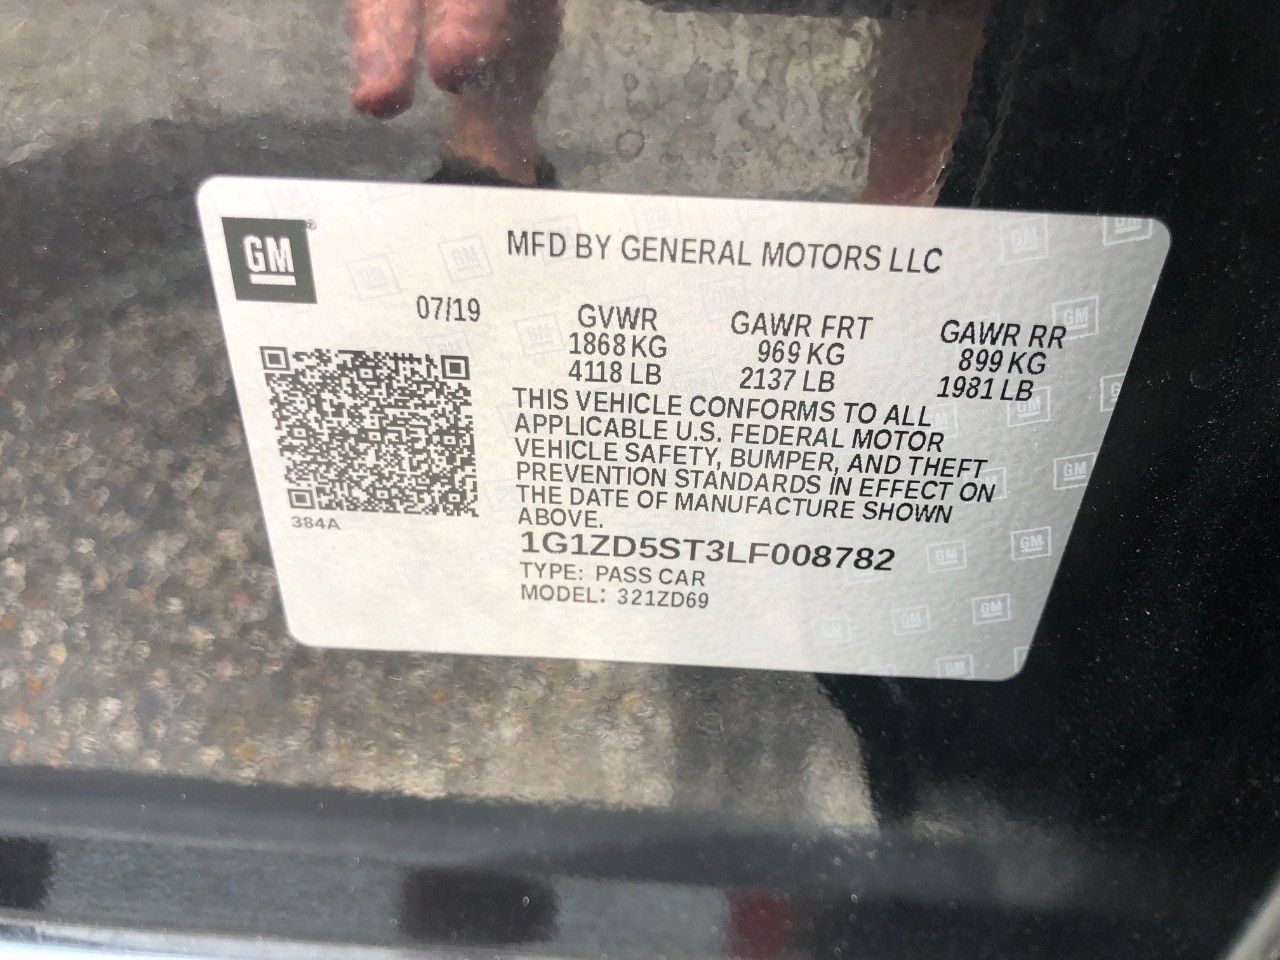 GM
MFD BY GENERAL MOTORS LLC
07/19
GVWR
1868 KG
4118 LB
GAWR FRT
969 KG
2137 LB
GAWR RR
899 KG
1981 LB
THIS VEHICLE CONFORMS TO ALL
APPLICABLE U.S. FEDERAL MOTOR
VEHICLE SAFETY, BUMPER, AND THEFT
PREVENTION STANDARDS IN EFFECT ON
THE DATE OF MANUFACTURE SHOWN
ABOVE.
384A
1G1ZD5ST3LF008782
TYPE: PASS CAR
MODEL: 321ZD69